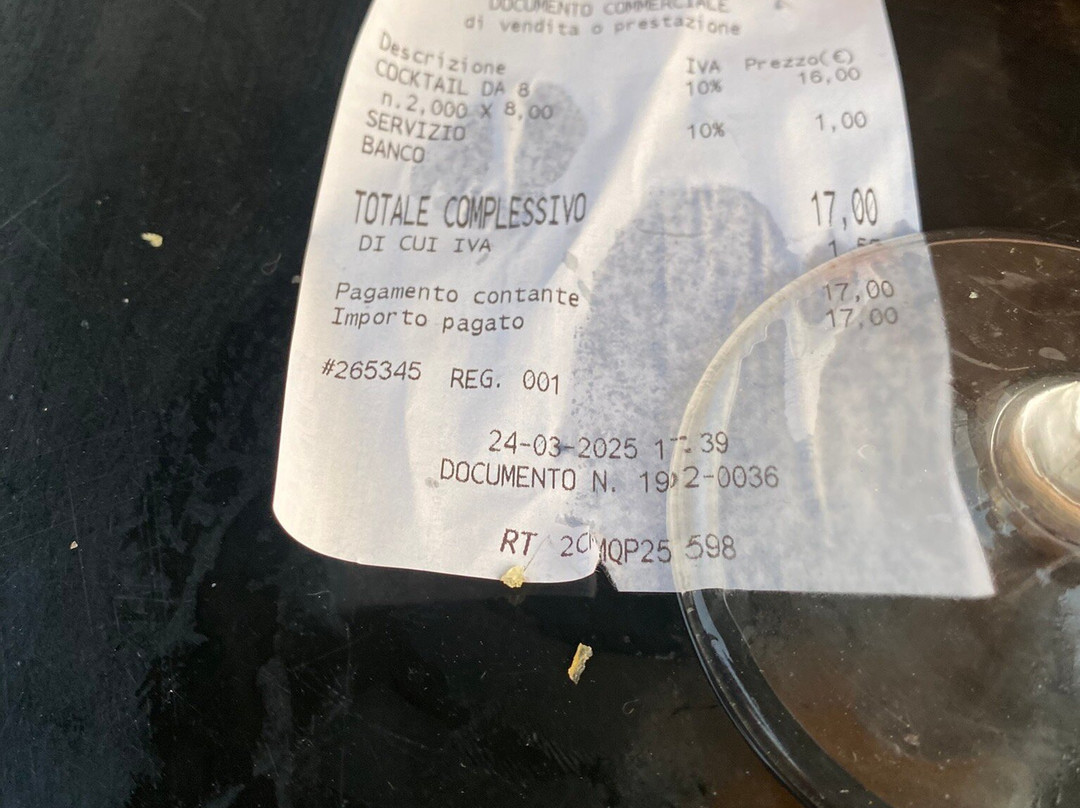 DOCUMENTO COMMERCIALE
di vendita o prestazione
Descrizione IVA Prezzo(€)
COCKTAIL DA 8 10% 16,00
n.2,000 X 8,00
SERVIZIO 10% 1,00
BANCO
TOTALE COMPLESSIVO 17,00
DI CUI IVA
Pagamento contante 17,00
Importo pagato 17,00
#265345 REG. 001
24-03-2025
DOCUMENTO N.
RT